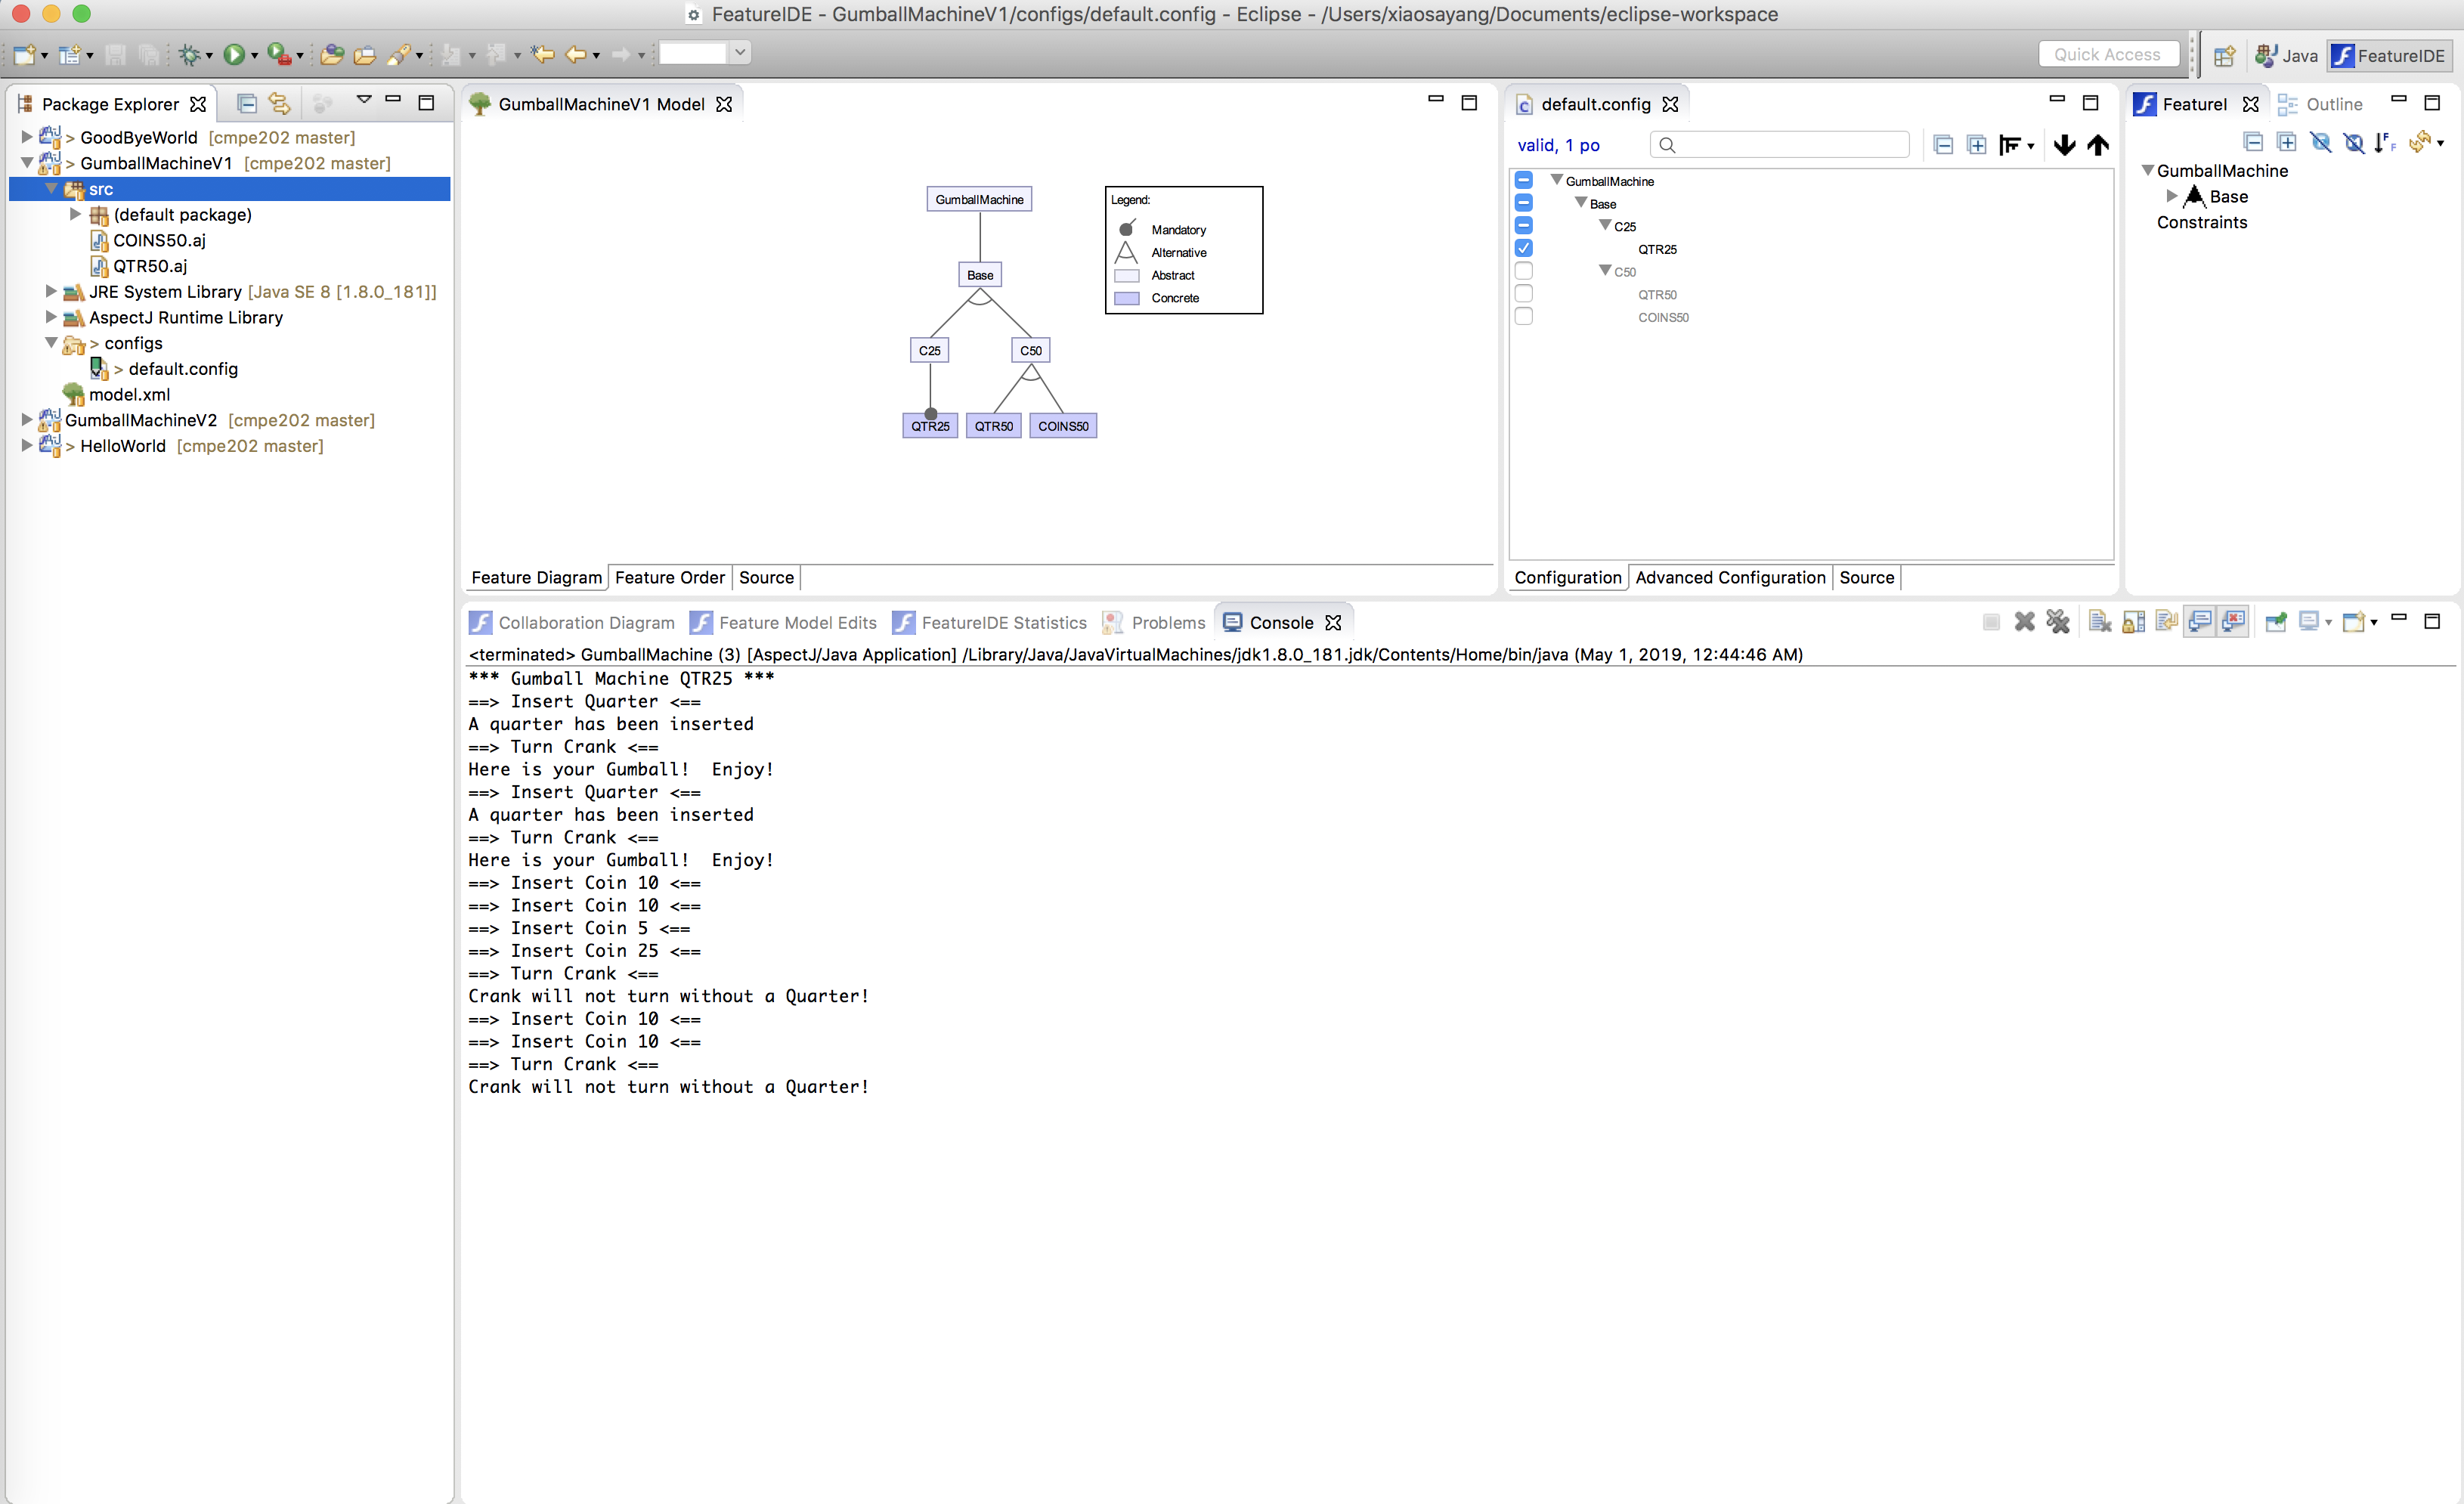 FeatureIDE - GumballMachineV1/configs/default.config - Eclipse - /Users/xiaosayang/Documents/eclipse-workspace
Quick Access
Java
FeatureIDE
Package Explorer
> GoodByeWorld [cmpe202 master]
> GumballMachineV1 [cmpe202 master]
src
(default package)
COINS50.aj
QTR50.aj
JRE System Library [Java SE 8 [1.8.0_181]]
AspectJ Runtime Library
> configs
> default.config
model.xml
GumballMachineV2 [cmpe202 master]
> HelloWorld [cmpe202 master]
GumballMachineV1 Model
GumballMachine
Base
C25
C50
QTR25
QTR50
COINS50
Legend:
Mandatory
Alternative
Abstract
Concrete
Feature Diagram
Feature Order
Source
default.config
valid, 1 po
GumballMachine
Base
C25
QTR25
C50
QTR50
COINS50
Configuration
Advanced Configuration
Source
FeatureI
Outline
GumballMachine
Base
Constraints
Collaboration Diagram
Feature Model Edits
FeatureIDE Statistics
Problems
Console
<terminated> GumballMachine (3) [AspectJ/Java Application] /Library/Java/JavaVirtualMachines/jdk1.8.0_181.jdk/Contents/Home/bin/java (May 1, 2019, 12:44:46 AM)
*** Gumball Machine QTR25 ***
==> Insert Quarter <==
A quarter has been inserted
==> Turn Crank <==
Here is your Gumball!  Enjoy!
==> Insert Quarter <==
A quarter has been inserted
==> Turn Crank <==
Here is your Gumball!  Enjoy!
==> Insert Coin 10 <==
==> Insert Coin 10 <==
==> Insert Coin 5 <==
==> Insert Coin 25 <==
==> Turn Crank <==
Crank will not turn without a Quarter!
==> Insert Coin 10 <==
==> Insert Coin 10 <==
==> Turn Crank <==
Crank will not turn without a Quarter!